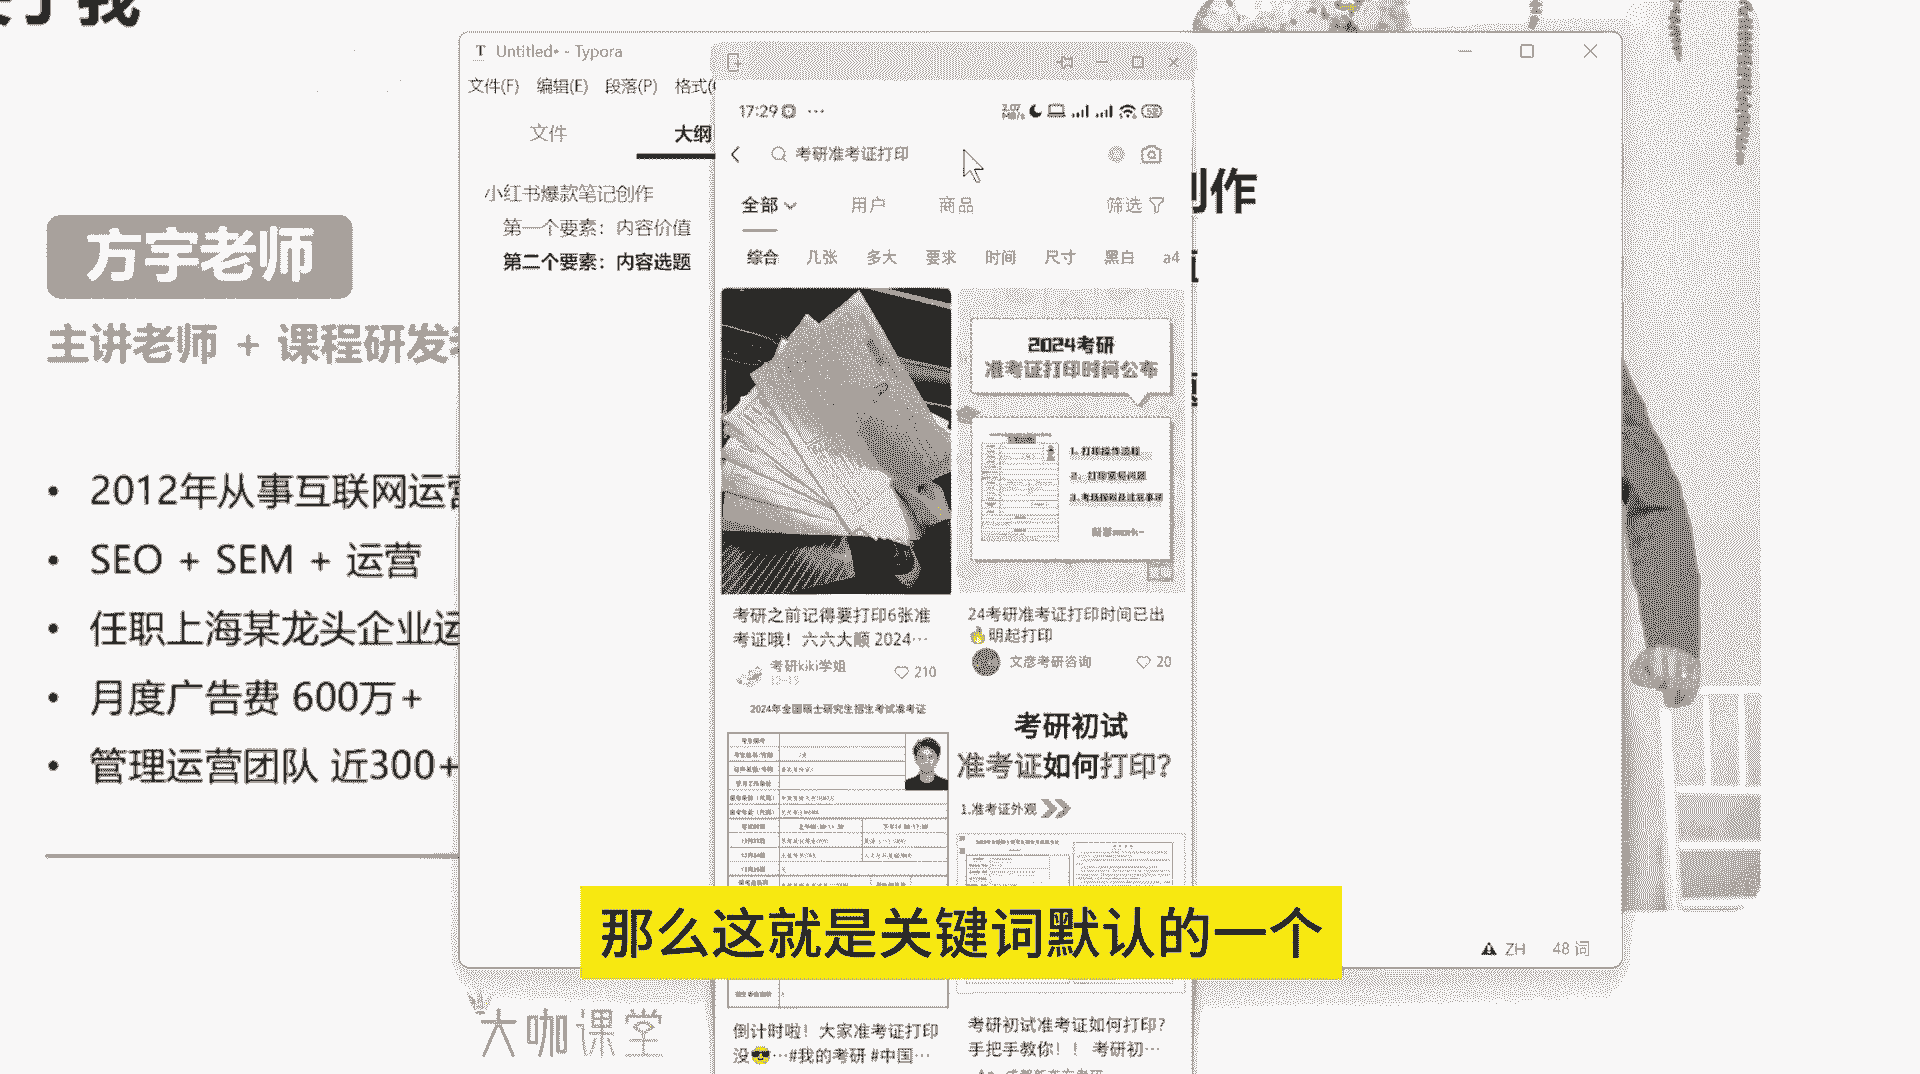 Untitled• - Typora
文件(F) 编辑(E) 段落(P) 格式(
文件 大纲
小红书爆款笔记创作
第一个要素：内容价值
第二个要素：内容选题
方宇老师
主讲老师 + 课程研发
• 2012年从事互联网运营
• SEO + SEM + 运营
• 任职上海某龙头企业运
• 月度广告费 600万+
• 管理运营团队 近300+
17:29
考研准考证打印
全部 用户 商品 筛选
综合 几张 多大 要求 时间 尺寸 黑白 a4
2024考研
准考证打印时间公布
1. 打印操作流程
2. 打印常见问题
考研之前记得要打印6张准
考证哦！六六大顺 2024…
考研kiki学姐
12-15
210
24考研准考证打印时间已出
🔥明起打印
文彦考研咨询
20
2024年全国硕士研究生招生考试准考证
考研初试
准考证如何打印？
1.准考证外观
倒计时啦！大家准考证打印
没😎…#我的考研 #中国…
考研初试准考证如何打印？
手把手教你！！ 考研初…
创作
那么这就是关键词默认的一个
ZH 48 词
大咖课堂